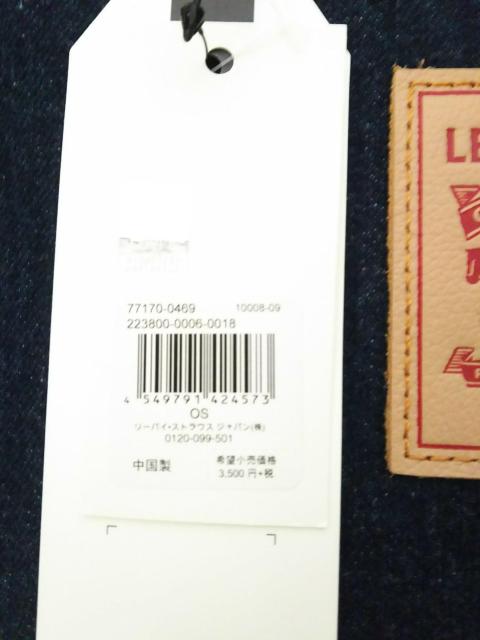 77170-0469 10008-09
223800-0006-0018
4 549791 424573
OS
リーバイ・ストラウス ジャパン(株)
0120-099-501
中国製 希望小売価格
3,500 円+税
LE